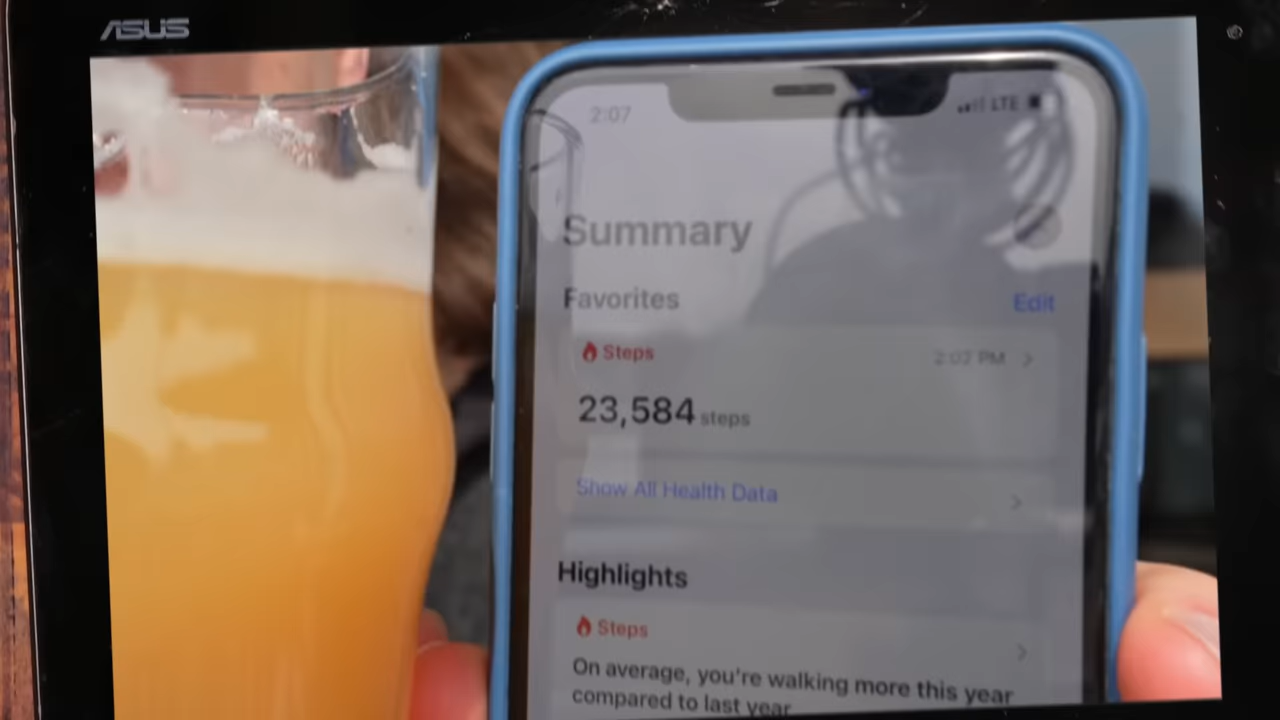 ASUS
2:07
LTE
Summary
Favorites
Edit
Steps
2:02 PM
23,584 steps
Show All Health Data
Highlights
Steps
On average, you're walking more this year
compared to last year